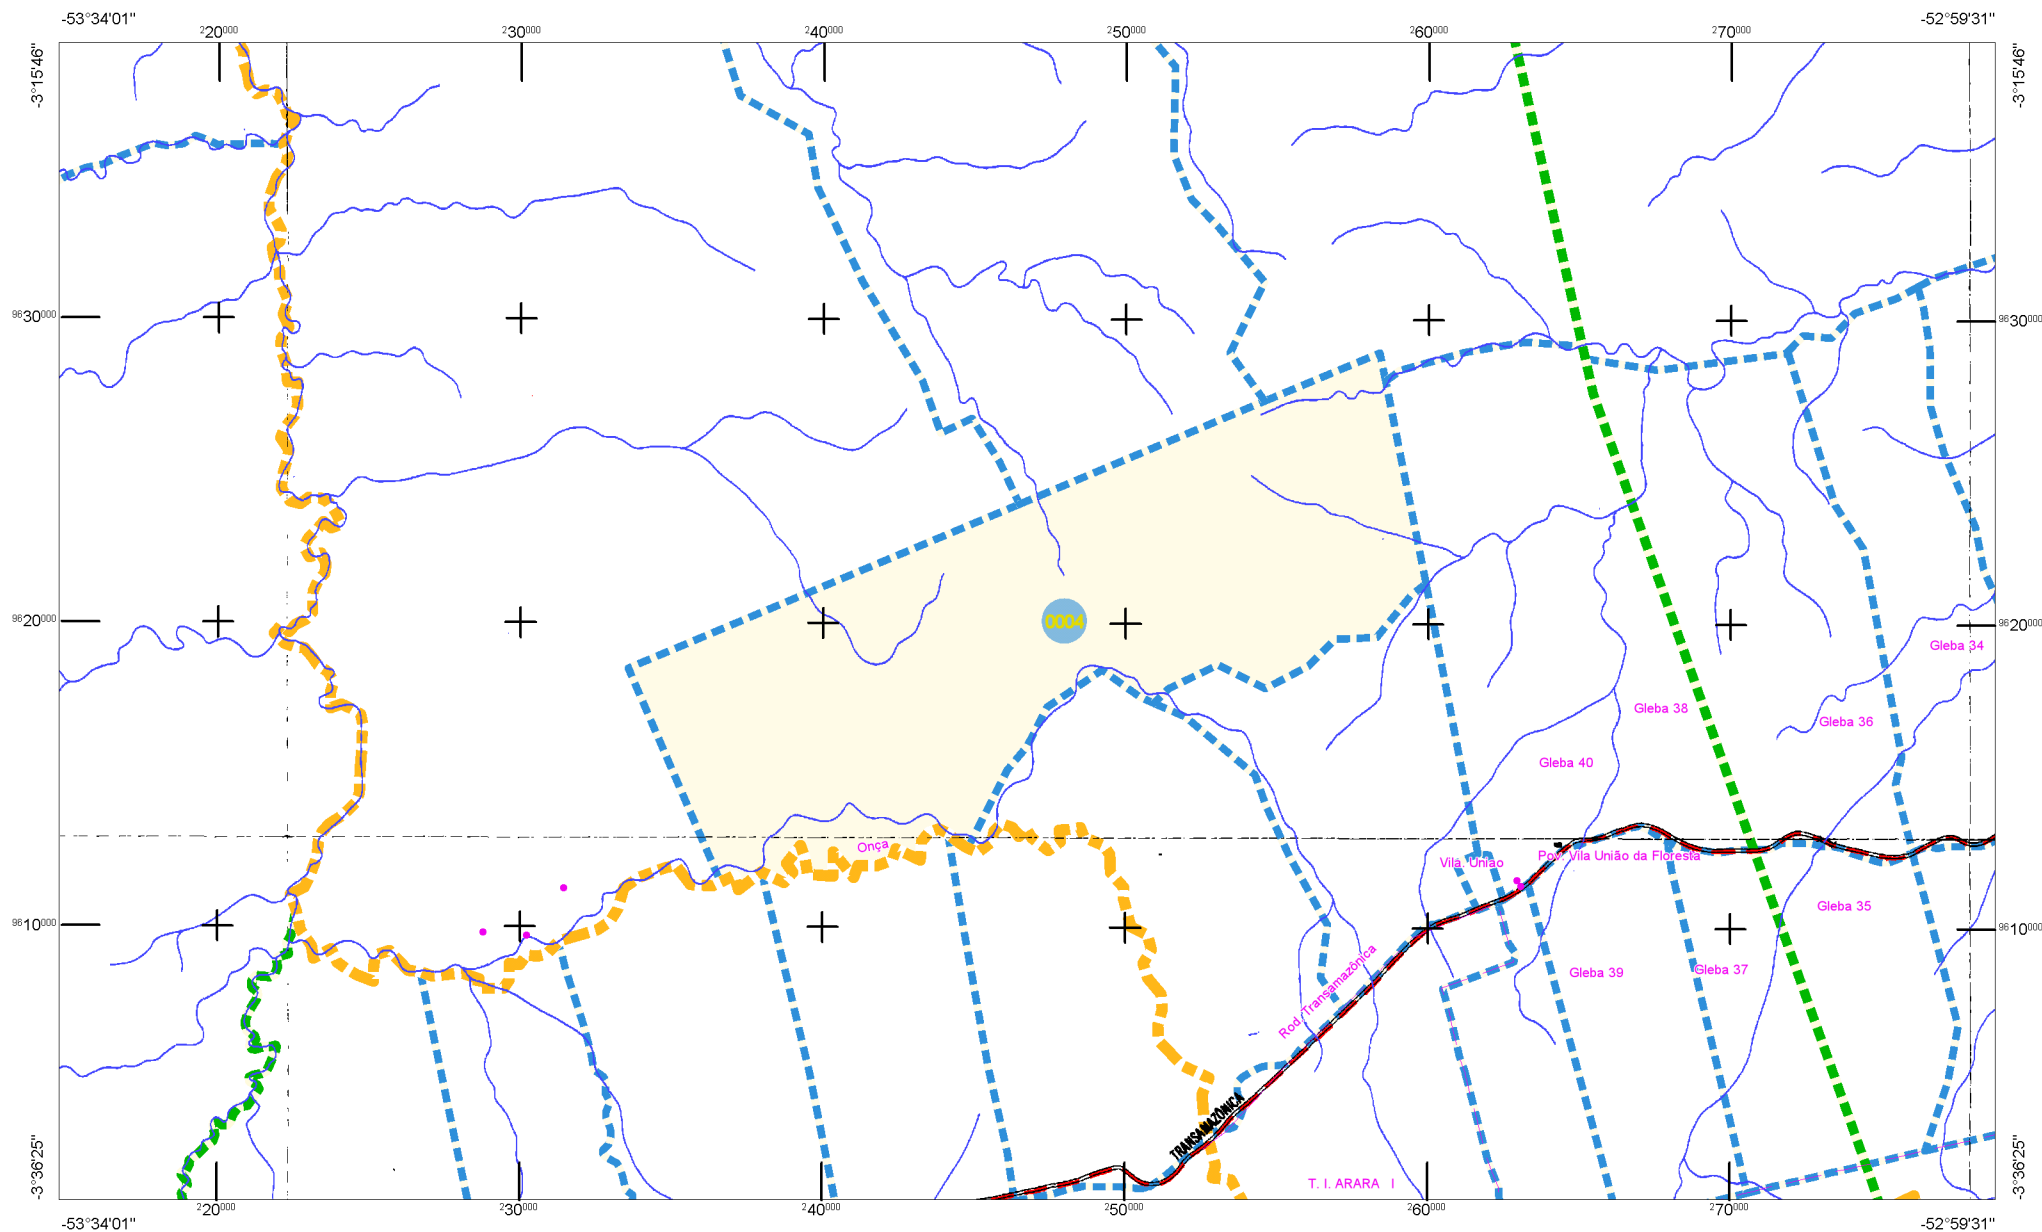 -53°34'01"
-52°59'31"
220000
230000
240000
250000
260000
270000
-3°15'46"
-3°15'46"
9630000
9630000
9620000
0004
9620000
Gleba 34
Gleba 38
Gleba 36
Gleba 40
Onça
Vila. União
Pov. Vila União da Floresta
Gleba 35
9610000
9610000
Gleba 39
Gleba 37
Rod. Transamazônica
TRANSAMAZÔNICA
T. I. ARARA I
-3°36'25"
-3°36'25"
220000
230000
240000
250000
260000
270000
-53°34'01"
-52°59'31"